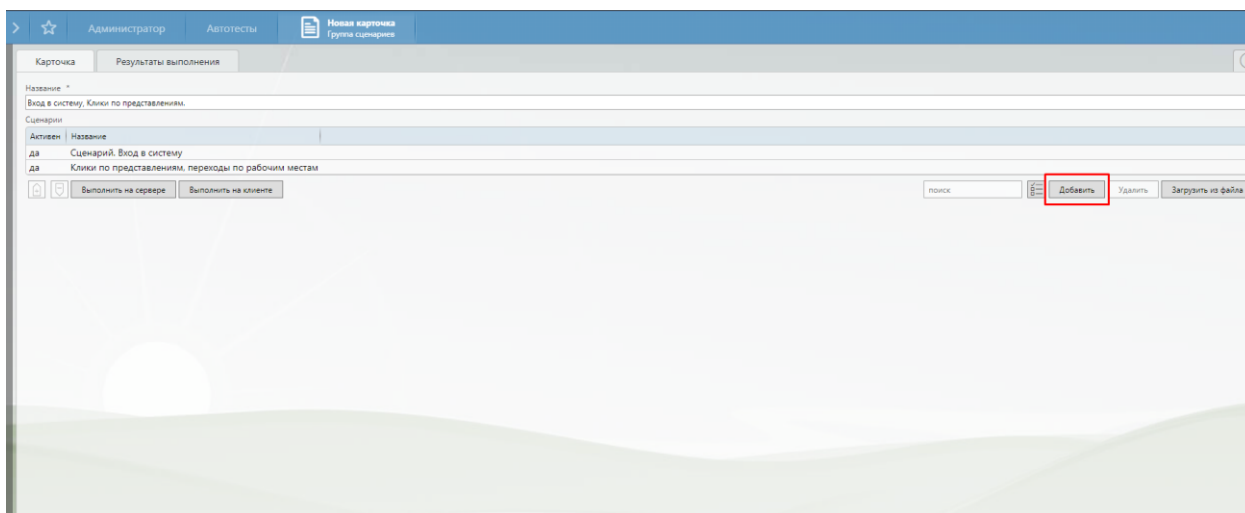 Администратор
Автотесты
Новая карточка
Группа сценариев
Карточка
Результаты выполнения
Название *
Вход в систему, Клики по представлениям.
Сценарии
Активен Название
да Сценарий. Вход в систему
да Клики по представлениям, переходы по рабочим местам
Выполнить на сервере Выполнить на клиенте поиск Добавить Удалить Загрузить из файла